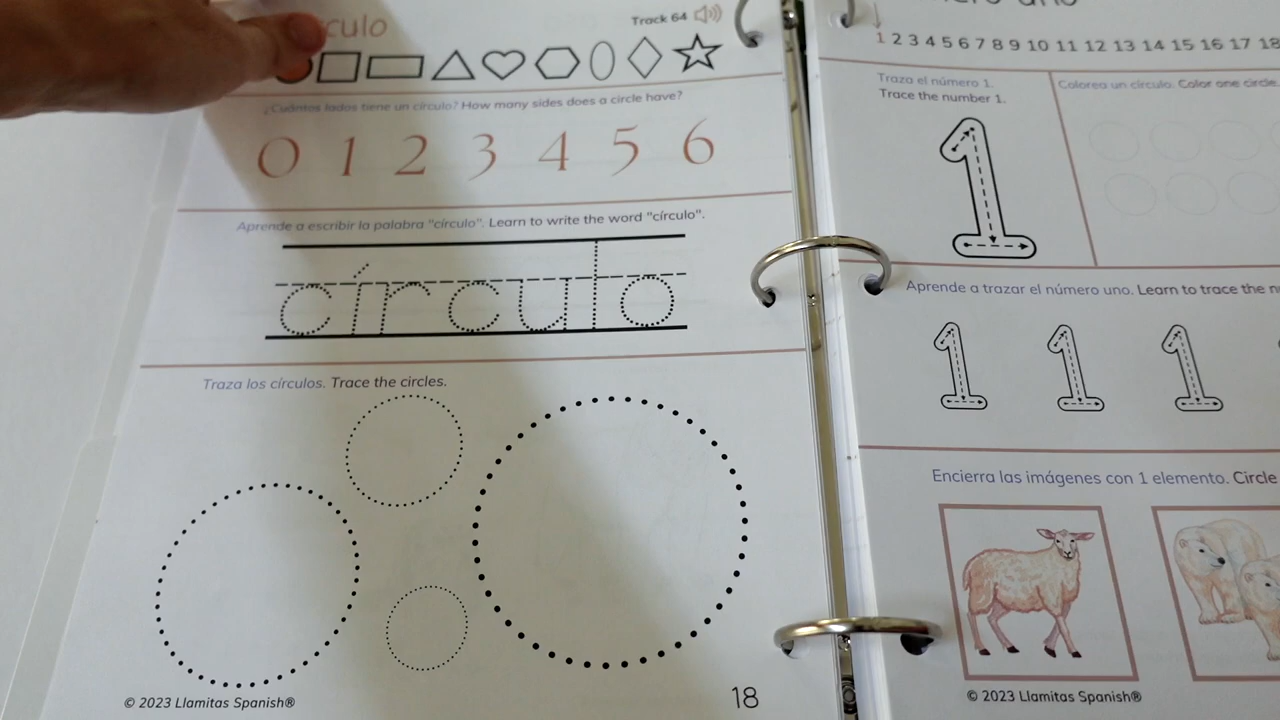 Track 64
¿Cuántos lados tiene un círculo? How many sides does a circle have?
0 1 2 3 4 5 6
Aprende a escribir la palabra "círculo". Learn to write the word "círculo".
círculo
Traza los círculos. Trace the circles.
© 2023 Llamitas Spanish®
18
1 2 3 4 5 6 7 8 9 10 11 12 13 14 15 16 17 18
Traza el número 1.
Trace the number 1.
Colorea un círculo. Color one circle.
1
Aprende a trazar el número uno. Learn to trace the
1 1 1
Encierra las imágenes con 1 elemento. Circle
© 2023 Llamitas Spanish®